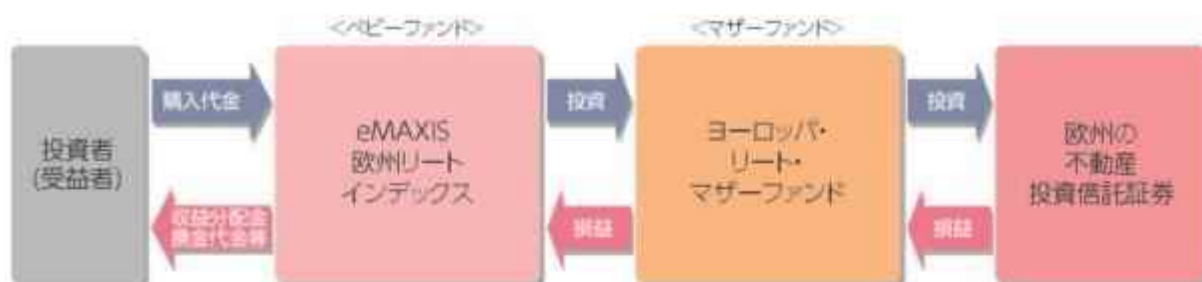 <ベビーファンド>
<マザーファンド>
投資者
(受益者)
購入代金
収益分配金
換金代金等
eMAXIS
欧州リート
インデックス
投資
損益
ヨーロッパ・
リート・
マザーファンド
投資
損益
欧州の
不動産
投資信託証券